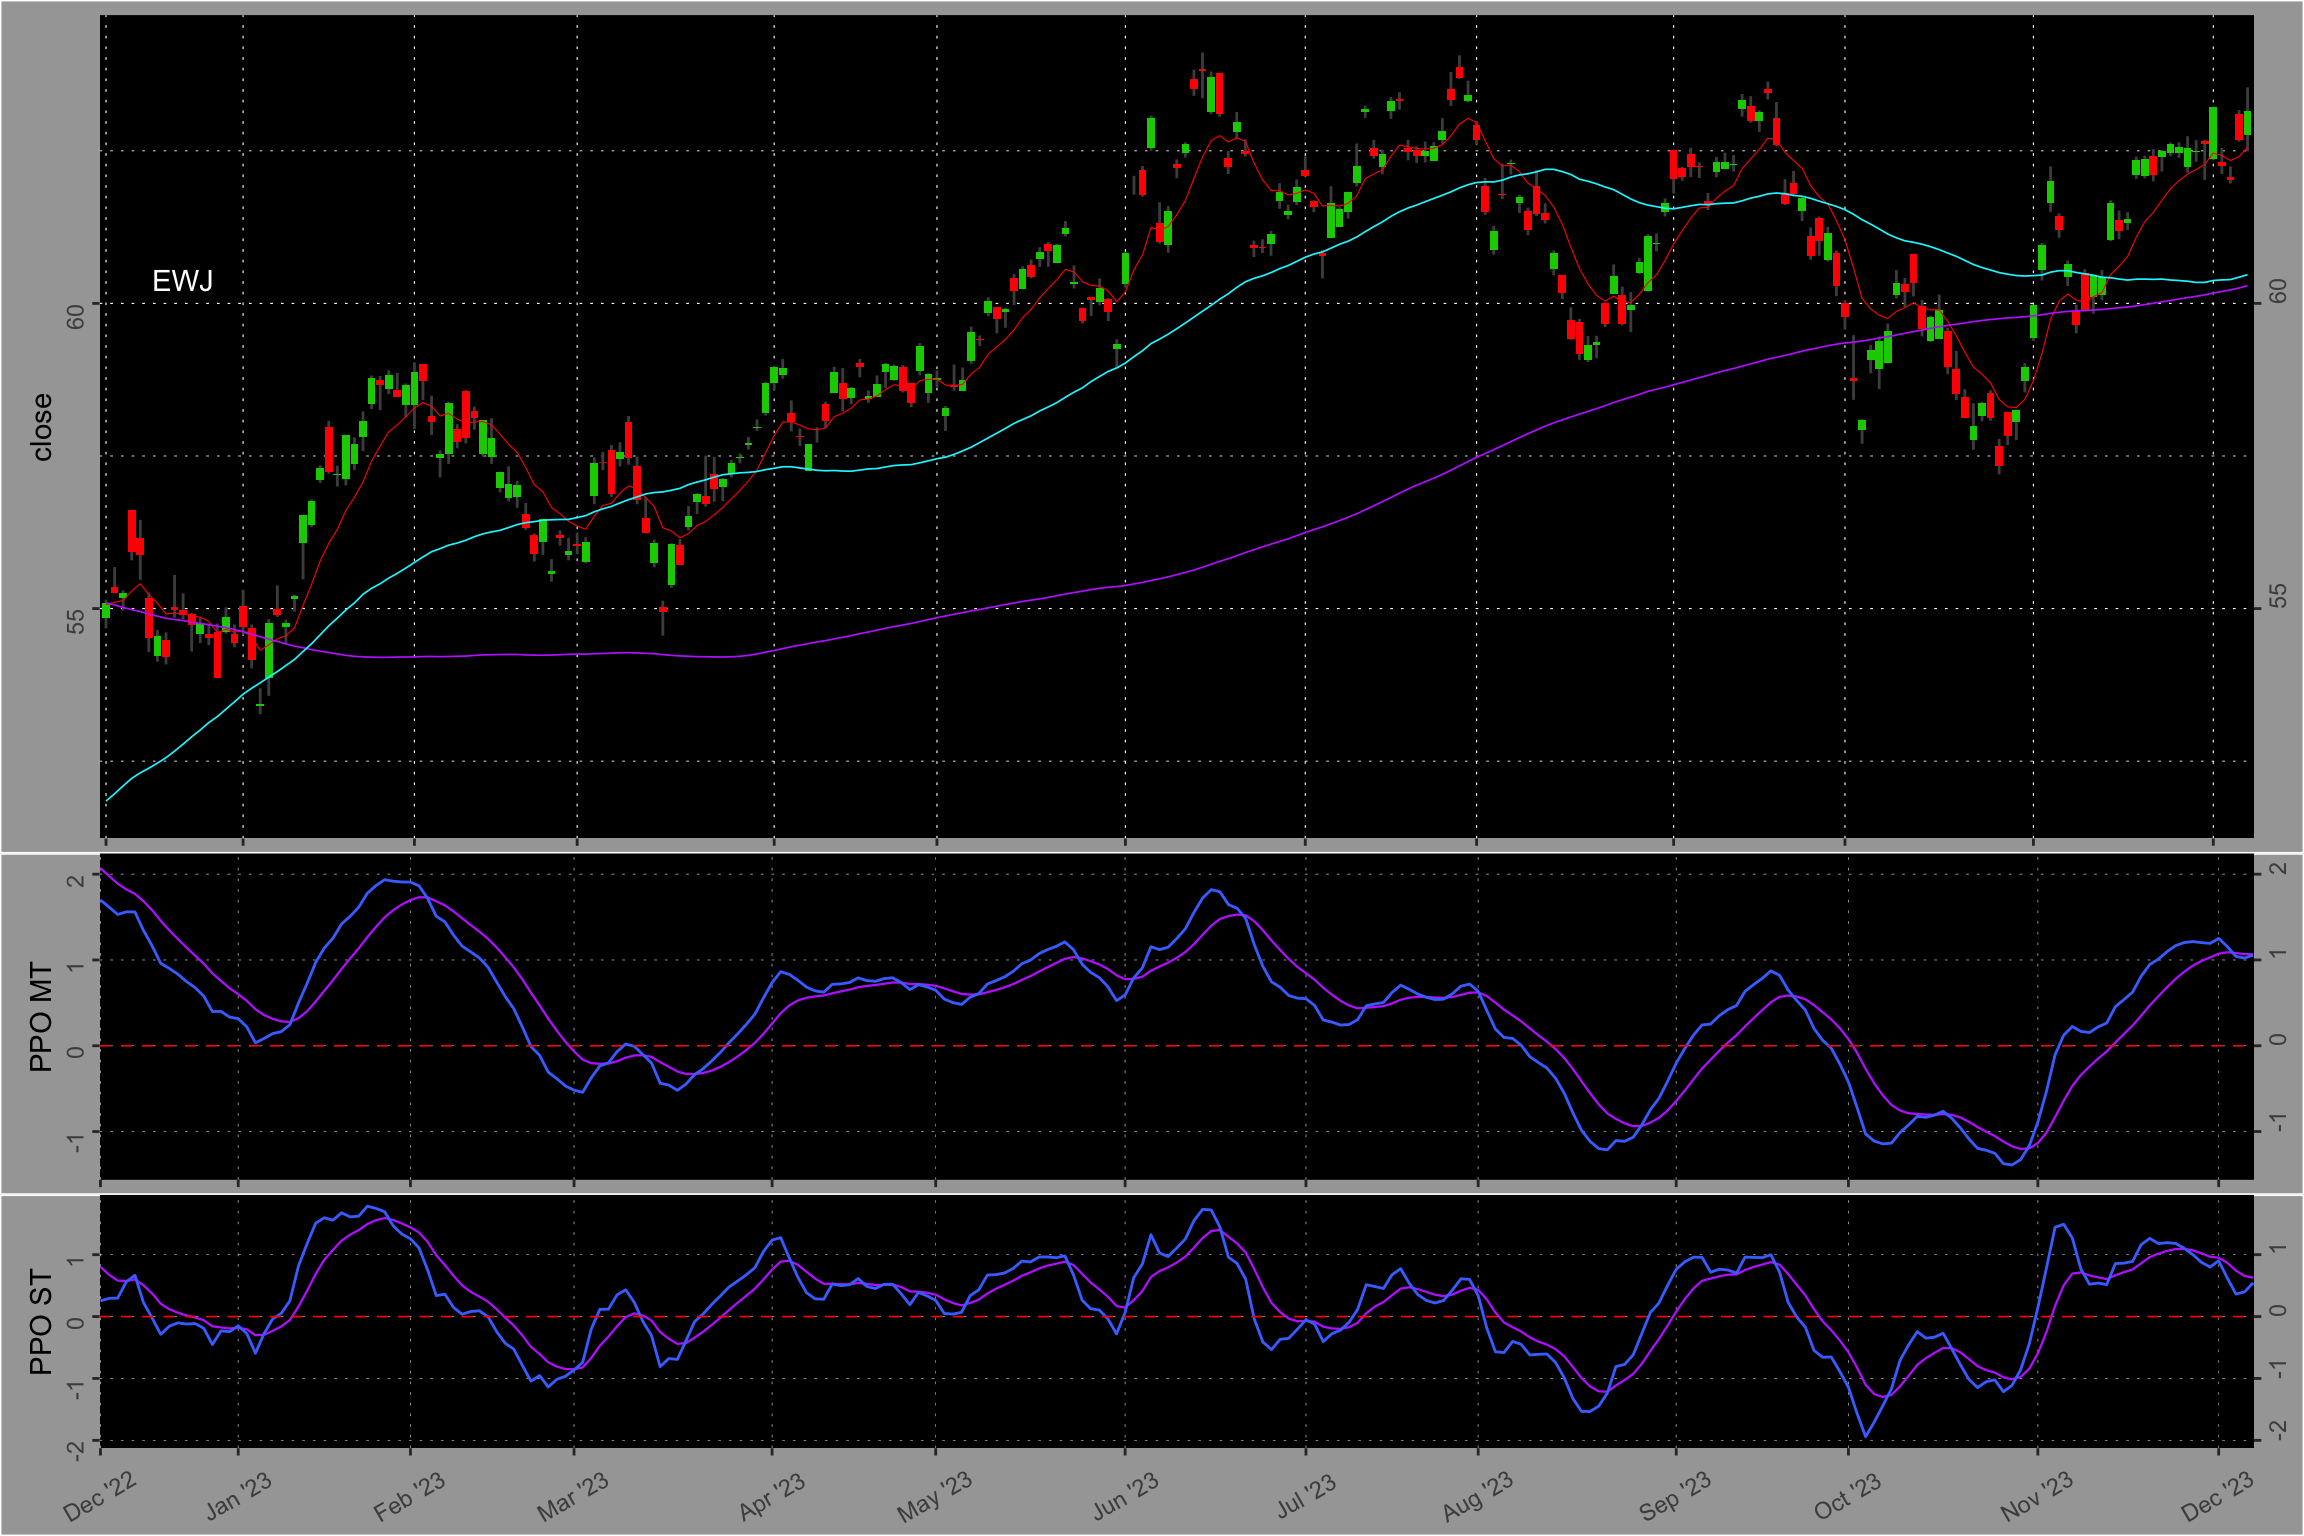 EWJ
close
60
55
60
55
PPO MT
2
1
0
-1
2
1
0
-1
PPO ST
1
0
-1
-2
1
0
-1
-2
Dec '22
Jan '23
Feb '23
Mar '23
Apr '23
May '23
Jun '23
Jul '23
Aug '23
Sep '23
Oct '23
Nov '23
Dec '23